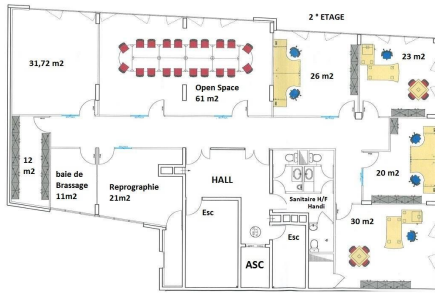 2 ° ETAGE
31,72 m2
Open Space
61 m2
26 m2
23 m2
12
m2
baie de
Brassage
11m2
Reprographie
21m2
HALL
Sanitaire H/F
Handi
20 m2
30 m2
Esc
Esc
ASC